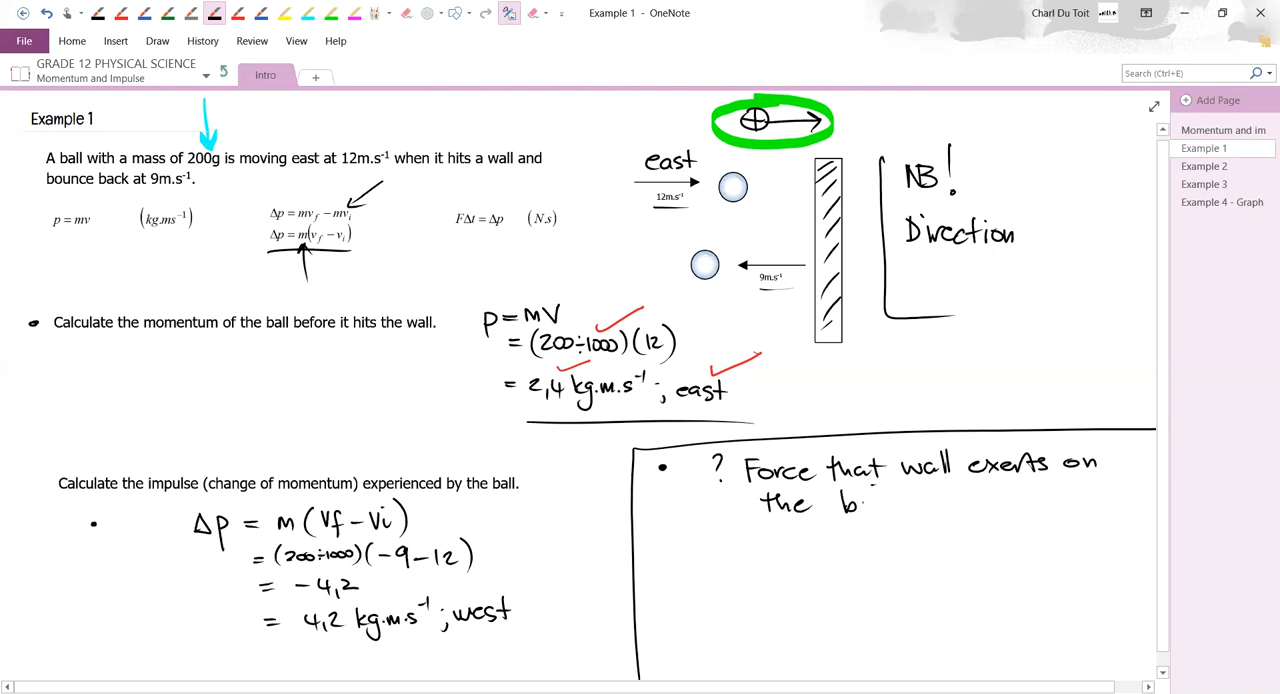 Example 1 - OneNote
Charl Du Toit
File Home Insert Draw History Review View Help
GRADE 12 PHYSICAL SCIENCE
Momentum and Impulse
Intro
+
Search (Ctrl+E)
Add Page
Momentum and im
Example 1
Example 2
Example 3
Example 4 - Graph
Example 1
A ball with a mass of 200g is moving east at 12m.s⁻¹ when it hits a wall and
bounce back at 9m.s⁻¹.
p = mv (kg.ms⁻¹)
Δp = mv_f − mv_i
Δp = m(v_f − v_i)
FΔt = Δp (N.s)
east
12m.s⁻¹
9m.s⁻¹
NB!
Direction
Calculate the momentum of the ball before it hits the wall.
p = mv
= (200÷1000)(12)
= 2,4 kg.m.s⁻¹; east
Calculate the impulse (change of momentum) experienced by the ball.
Δp = m(Vf − Vi)
= (200÷1000)(−9−12)
= −4,2
= 4,2 kg.m.s⁻¹; west
? Force that wall exerts on
the b